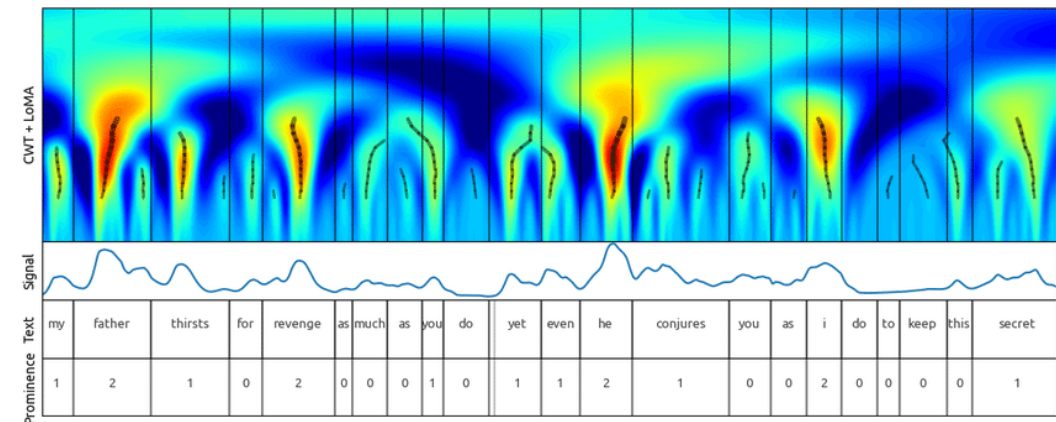 CWT + LoMA
Signal
Text my father thirsts for revenge as much as you do yet even he conjures you as i do to keep this secret
Prominence 1 2 1 0 2 0 0 0 1 0 1 1 2 1 0 0 2 0 0 0 0 1